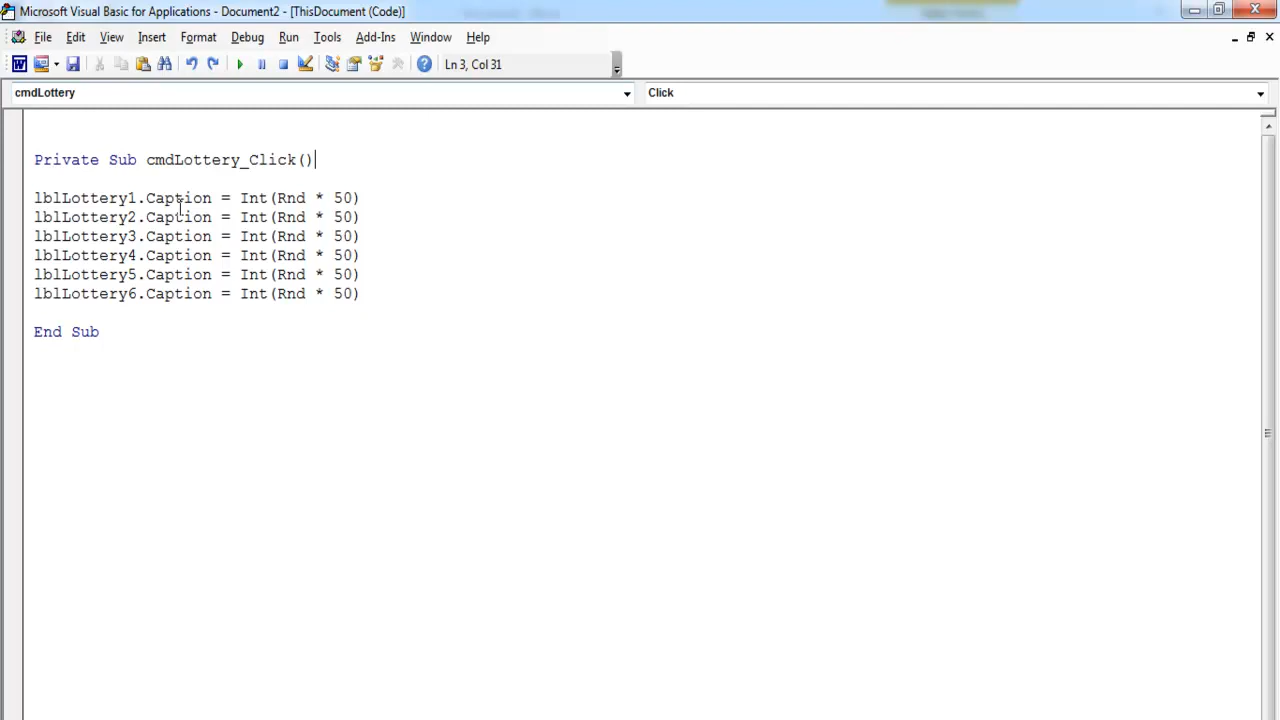 Microsoft Visual Basic for Applications - Document2 - [ThisDocument (Code)]
File Edit View Insert Format Debug Run Tools Add-Ins Window Help
Ln 3, Col 31
cmdLottery Click
Private Sub cmdLottery_Click()
lblLottery1.Caption = Int(Rnd * 50)
lblLottery2.Caption = Int(Rnd * 50)
lblLottery3.Caption = Int(Rnd * 50)
lblLottery4.Caption = Int(Rnd * 50)
lblLottery5.Caption = Int(Rnd * 50)
lblLottery6.Caption = Int(Rnd * 50)
End Sub